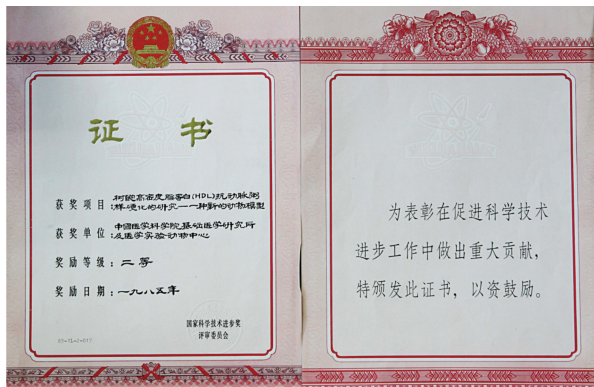 证 书
获奖项目：树鼩高密度脂蛋白(HDL)抗动脉粥
样硬化的研究——一种新的动物模型
获奖单位：中国医学科学院基础医学研究所
及医学实验动物中心
奖励等级：二等
奖励日期：一九八五年
国家科学技术进步奖
评审委员会
为表彰在促进科学技术
进步工作中做出重大贡献，
特颁发此证书，以资鼓励。